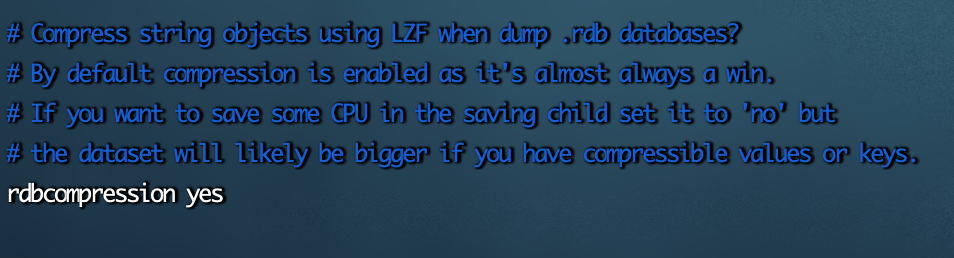 # Compress string objects using LZF when dump .rdb databases?
# By default compression is enabled as it's almost always a win.
# If you want to save some CPU in the saving child set it to 'no' but
# the dataset will likely be bigger if you have compressible values or keys.
rdbcompression yes